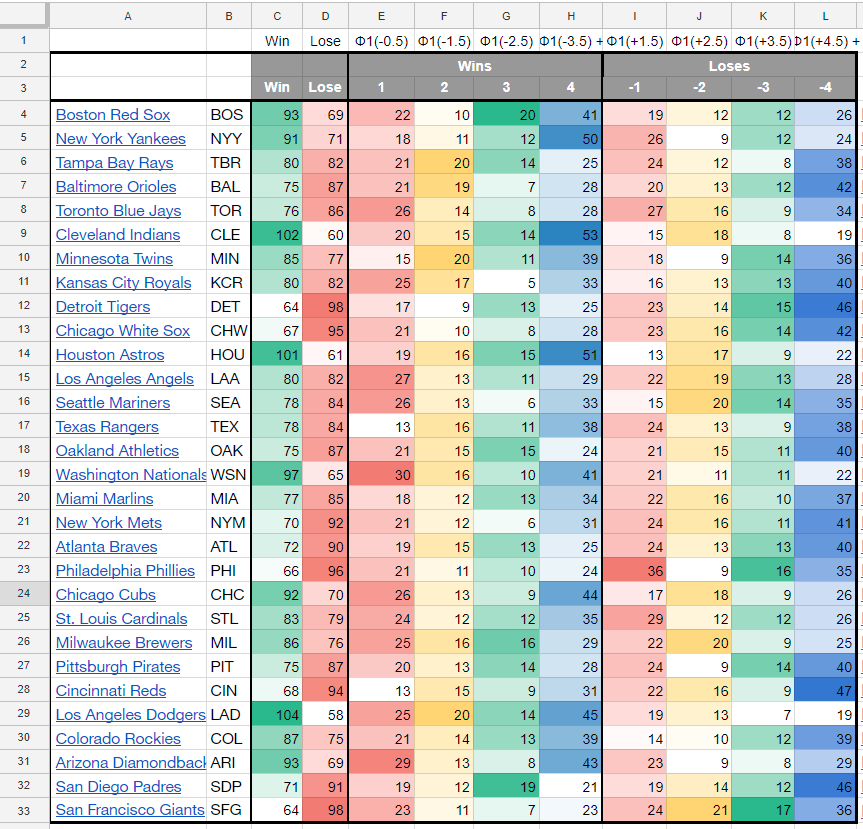 A B C D E F G H I J K L
1 Win Lose Ф1(-0.5) Ф1(-1.5) Ф1(-2.5) Ф1(-3.5) + Ф1(+1.5) Ф1(+2.5) Ф1(+3.5) Ф1(+4.5) +
2 Wins Loses
3 Win Lose 1 2 3 4 -1 -2 -3 -4
4 Boston Red Sox BOS 93 69 22 10 20 41 19 12 12 26
5 New York Yankees NYY 91 71 18 11 12 50 26 9 12 24
6 Tampa Bay Rays TBR 80 82 21 20 14 25 24 12 8 38
7 Baltimore Orioles BAL 75 87 21 19 7 28 20 13 12 42
8 Toronto Blue Jays TOR 76 86 26 14 8 28 27 16 9 34
9 Cleveland Indians CLE 102 60 20 15 14 53 15 18 8 19
10 Minnesota Twins MIN 85 77 15 20 11 39 18 9 14 36
11 Kansas City Royals KCR 80 82 25 17 5 33 16 13 13 40
12 Detroit Tigers DET 64 98 17 9 13 25 23 14 15 46
13 Chicago White Sox CHW 67 95 21 10 8 28 23 16 14 42
14 Houston Astros HOU 101 61 19 16 15 51 13 17 9 22
15 Los Angeles Angels LAA 80 82 27 13 11 29 22 19 13 28
16 Seattle Mariners SEA 78 84 26 13 6 33 15 20 14 35
17 Texas Rangers TEX 78 84 13 16 11 38 24 13 9 38
18 Oakland Athletics OAK 75 87 21 15 15 24 21 15 11 40
19 Washington Nationals WSN 97 65 30 16 10 41 21 11 11 22
20 Miami Marlins MIA 77 85 18 12 13 34 22 16 10 37
21 New York Mets NYM 70 92 21 12 6 31 24 16 11 41
22 Atlanta Braves ATL 72 90 19 15 13 25 24 13 13 40
23 Philadelphia Phillies PHI 66 96 21 11 10 24 36 9 16 35
24 Chicago Cubs CHC 92 70 26 13 9 44 17 18 9 26
25 St. Louis Cardinals STL 83 79 24 12 12 35 29 12 12 26
26 Milwaukee Brewers MIL 86 76 25 16 16 29 22 20 9 25
27 Pittsburgh Pirates PIT 75 87 20 13 14 28 24 9 14 40
28 Cincinnati Reds CIN 68 94 13 15 9 31 22 16 9 47
29 Los Angeles Dodgers LAD 104 58 25 20 14 45 19 13 7 19
30 Colorado Rockies COL 87 75 21 14 13 39 14 10 12 39
31 Arizona Diamondback ARI 93 69 29 13 8 43 23 9 8 29
32 San Diego Padres SDP 71 91 19 12 19 21 19 14 12 46
33 San Francisco Giants SFG 64 98 23 11 7 23 24 21 17 36